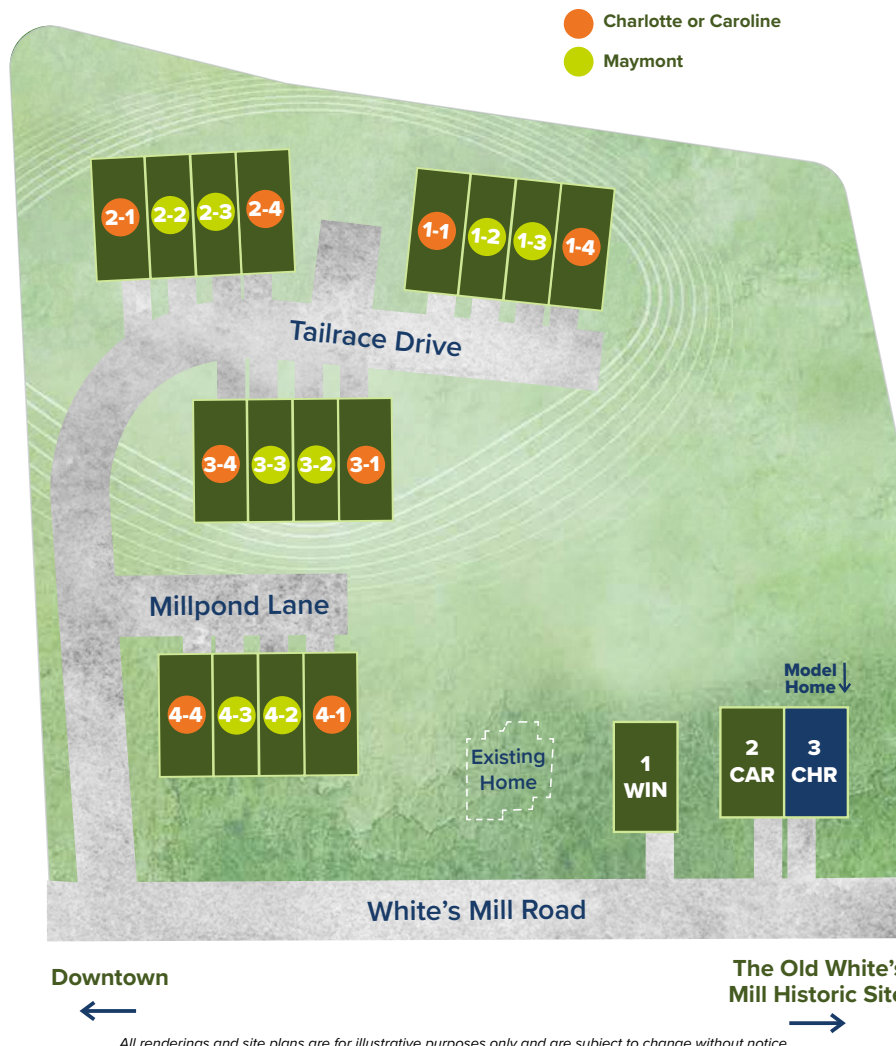 Charlotte or Caroline
Maymont
2-1
2-2
2-3
2-4
1-1
1-2
1-3
1-4
Tailrace Drive
3-4
3-3
3-2
3-1
Millpond Lane
4-4
4-3
4-2
4-1
Existing
Home
1
WIN
Model
Home
2
CAR
3
CHR
White's Mill Road
Downtown
The Old White's
Mill Historic Site
All renderings and site plans are for illustrative purposes only and are subject to change without notice